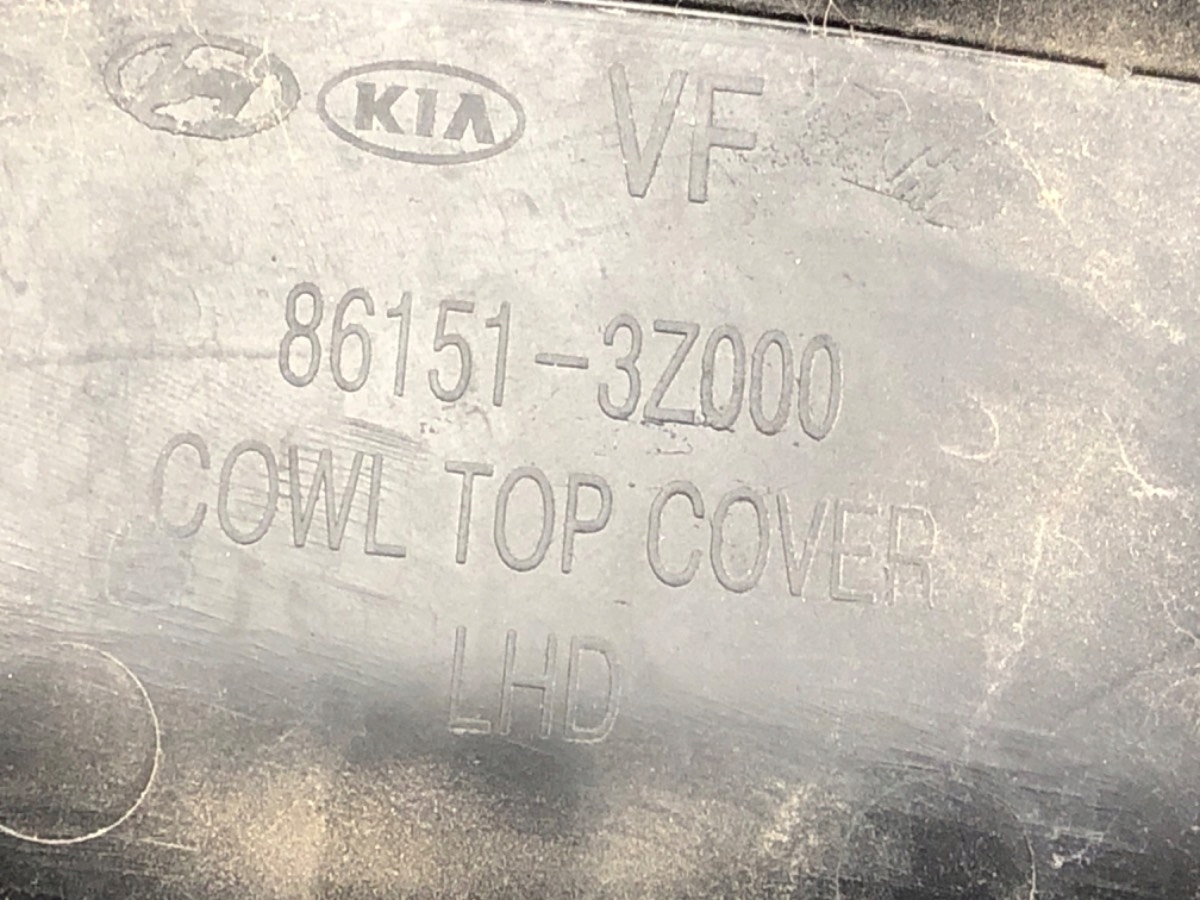 KIA VF
86151-3Z000
COWL TOP COVER
LHD